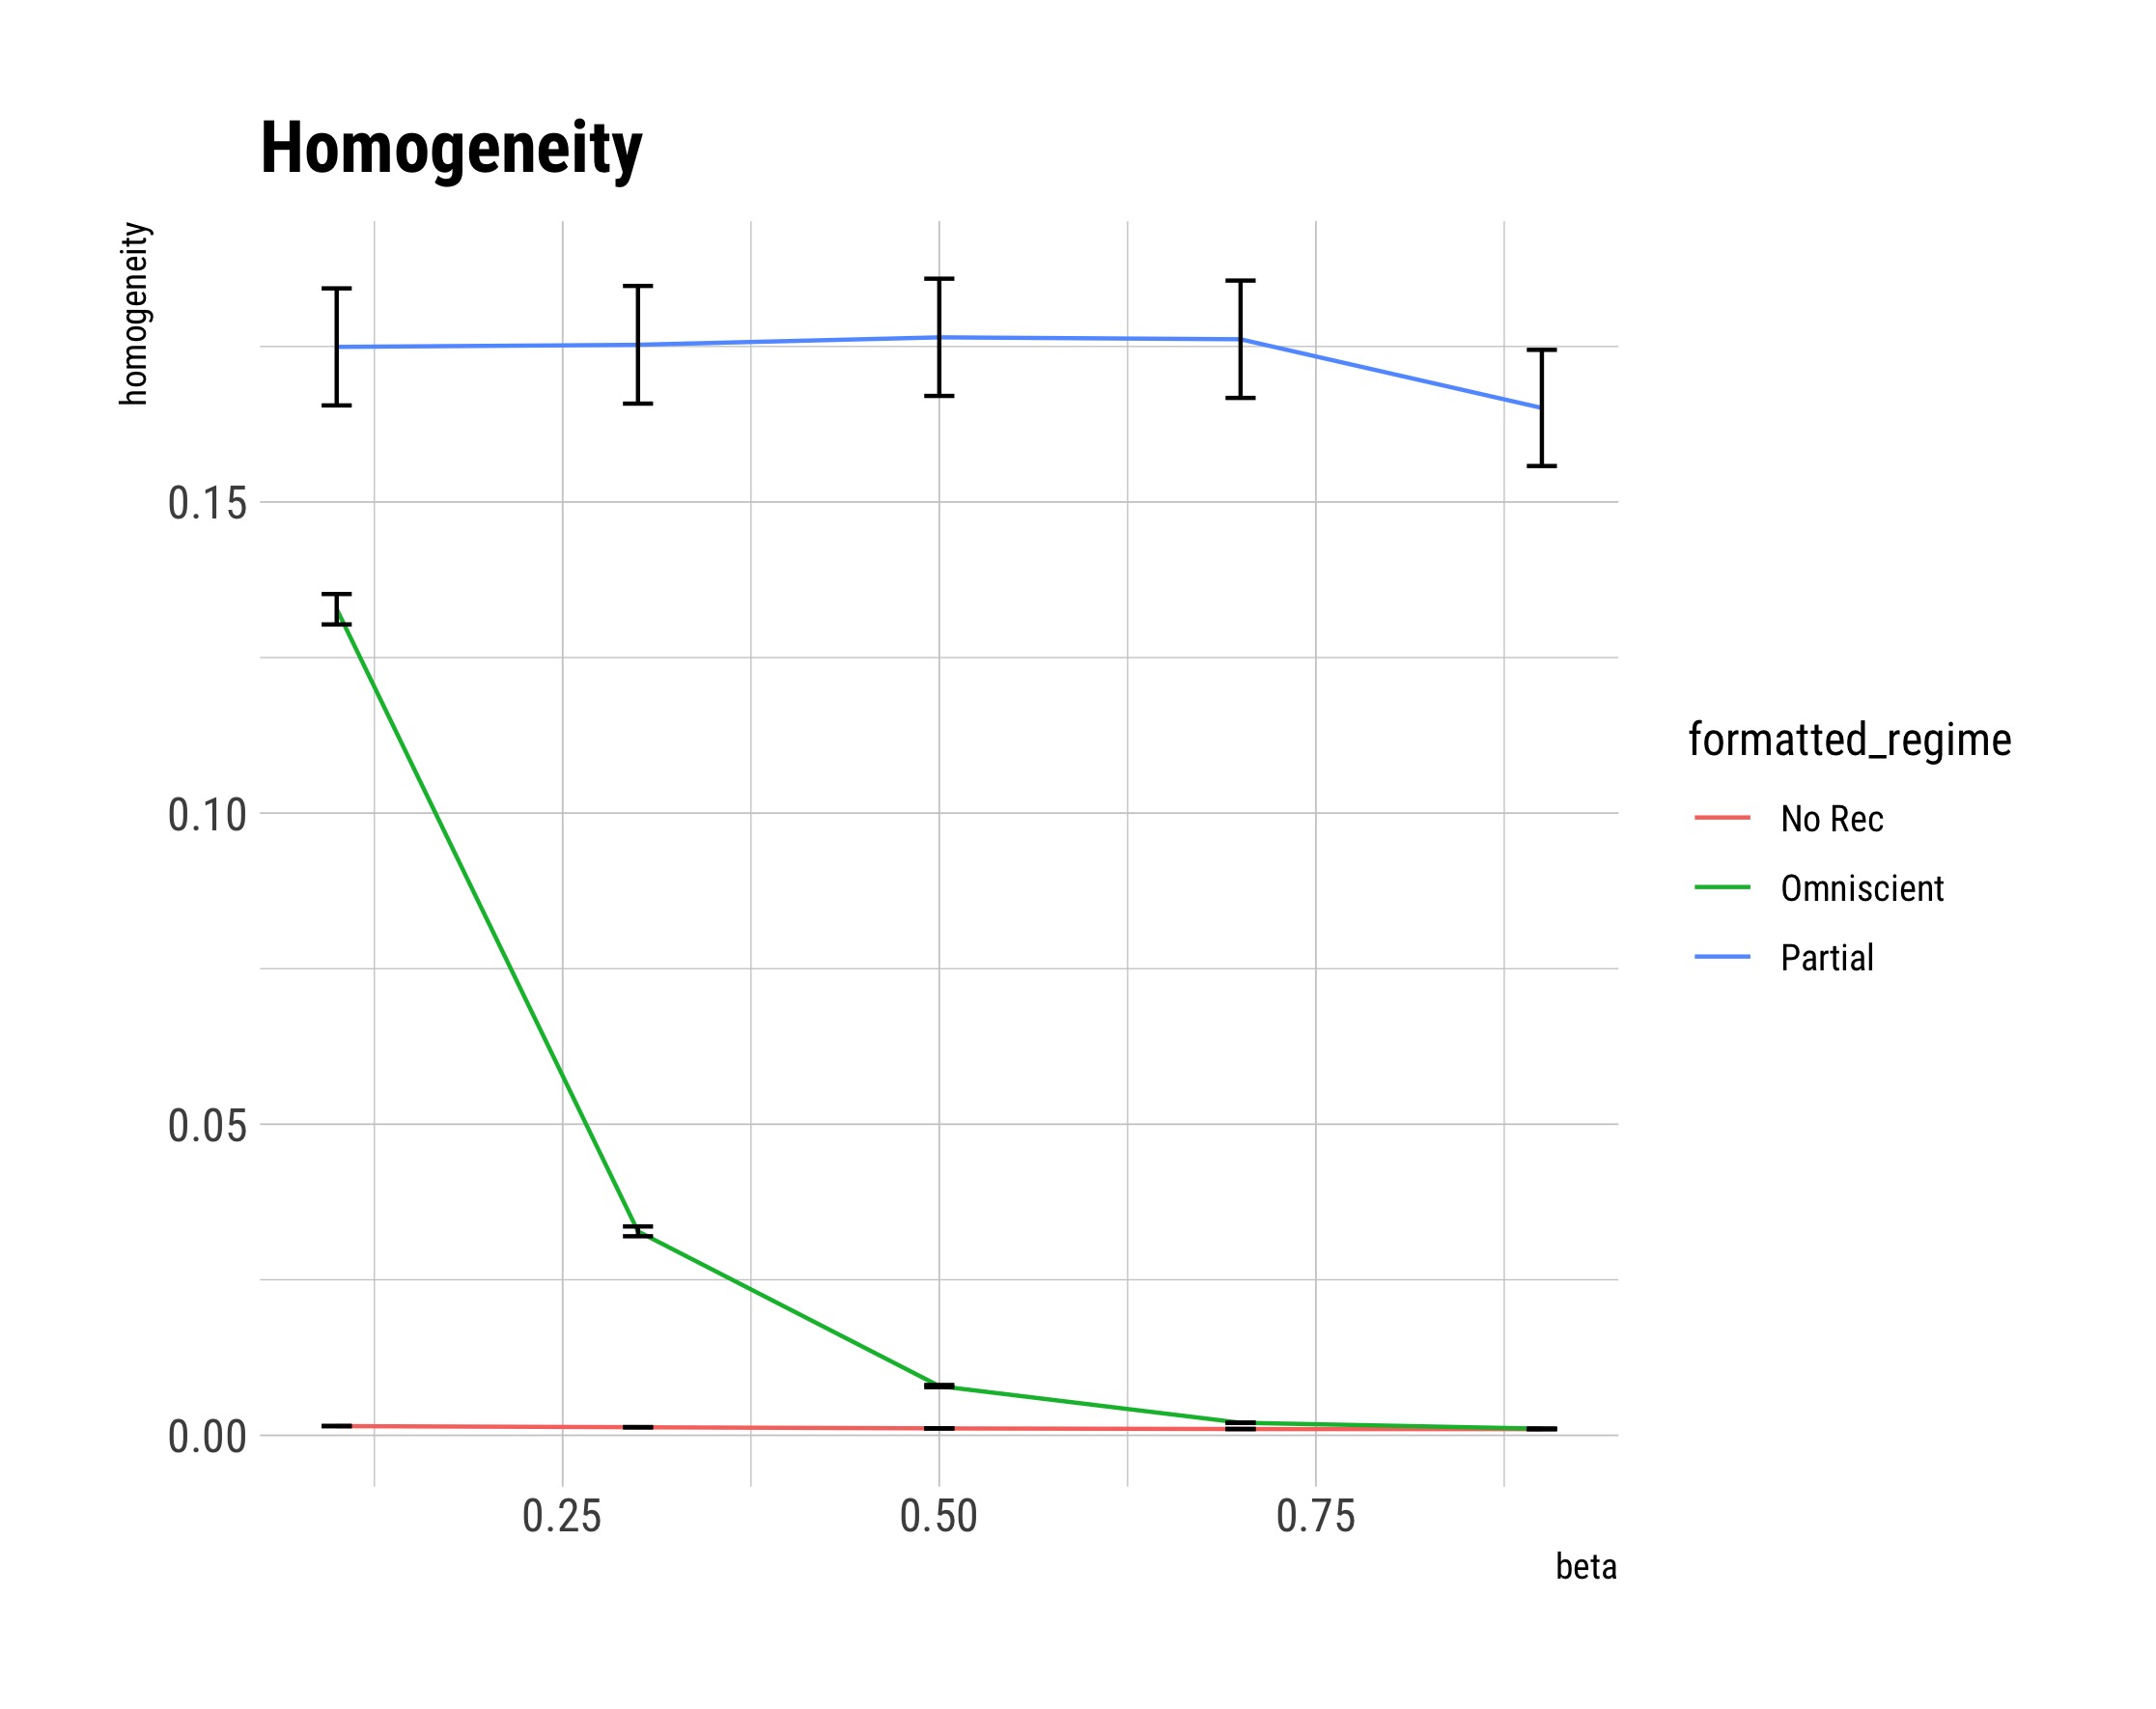 Homogeneity
homogeneity
0.15
0.10
0.05
0.00
0.25 0.50 0.75
beta
formatted_regime
No Rec
Omniscient
Partial